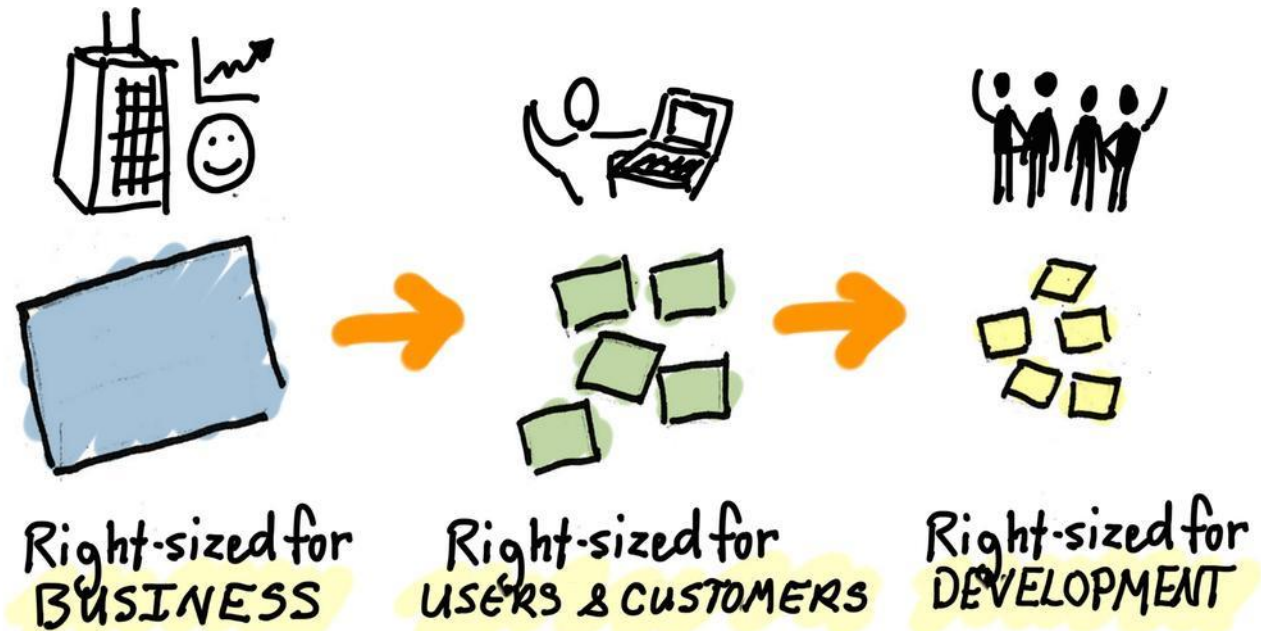 Right-sized for
BUSINESS
Right-sized for
USERS & CUSTOMERS
Right-sized for
DEVELOPMENT